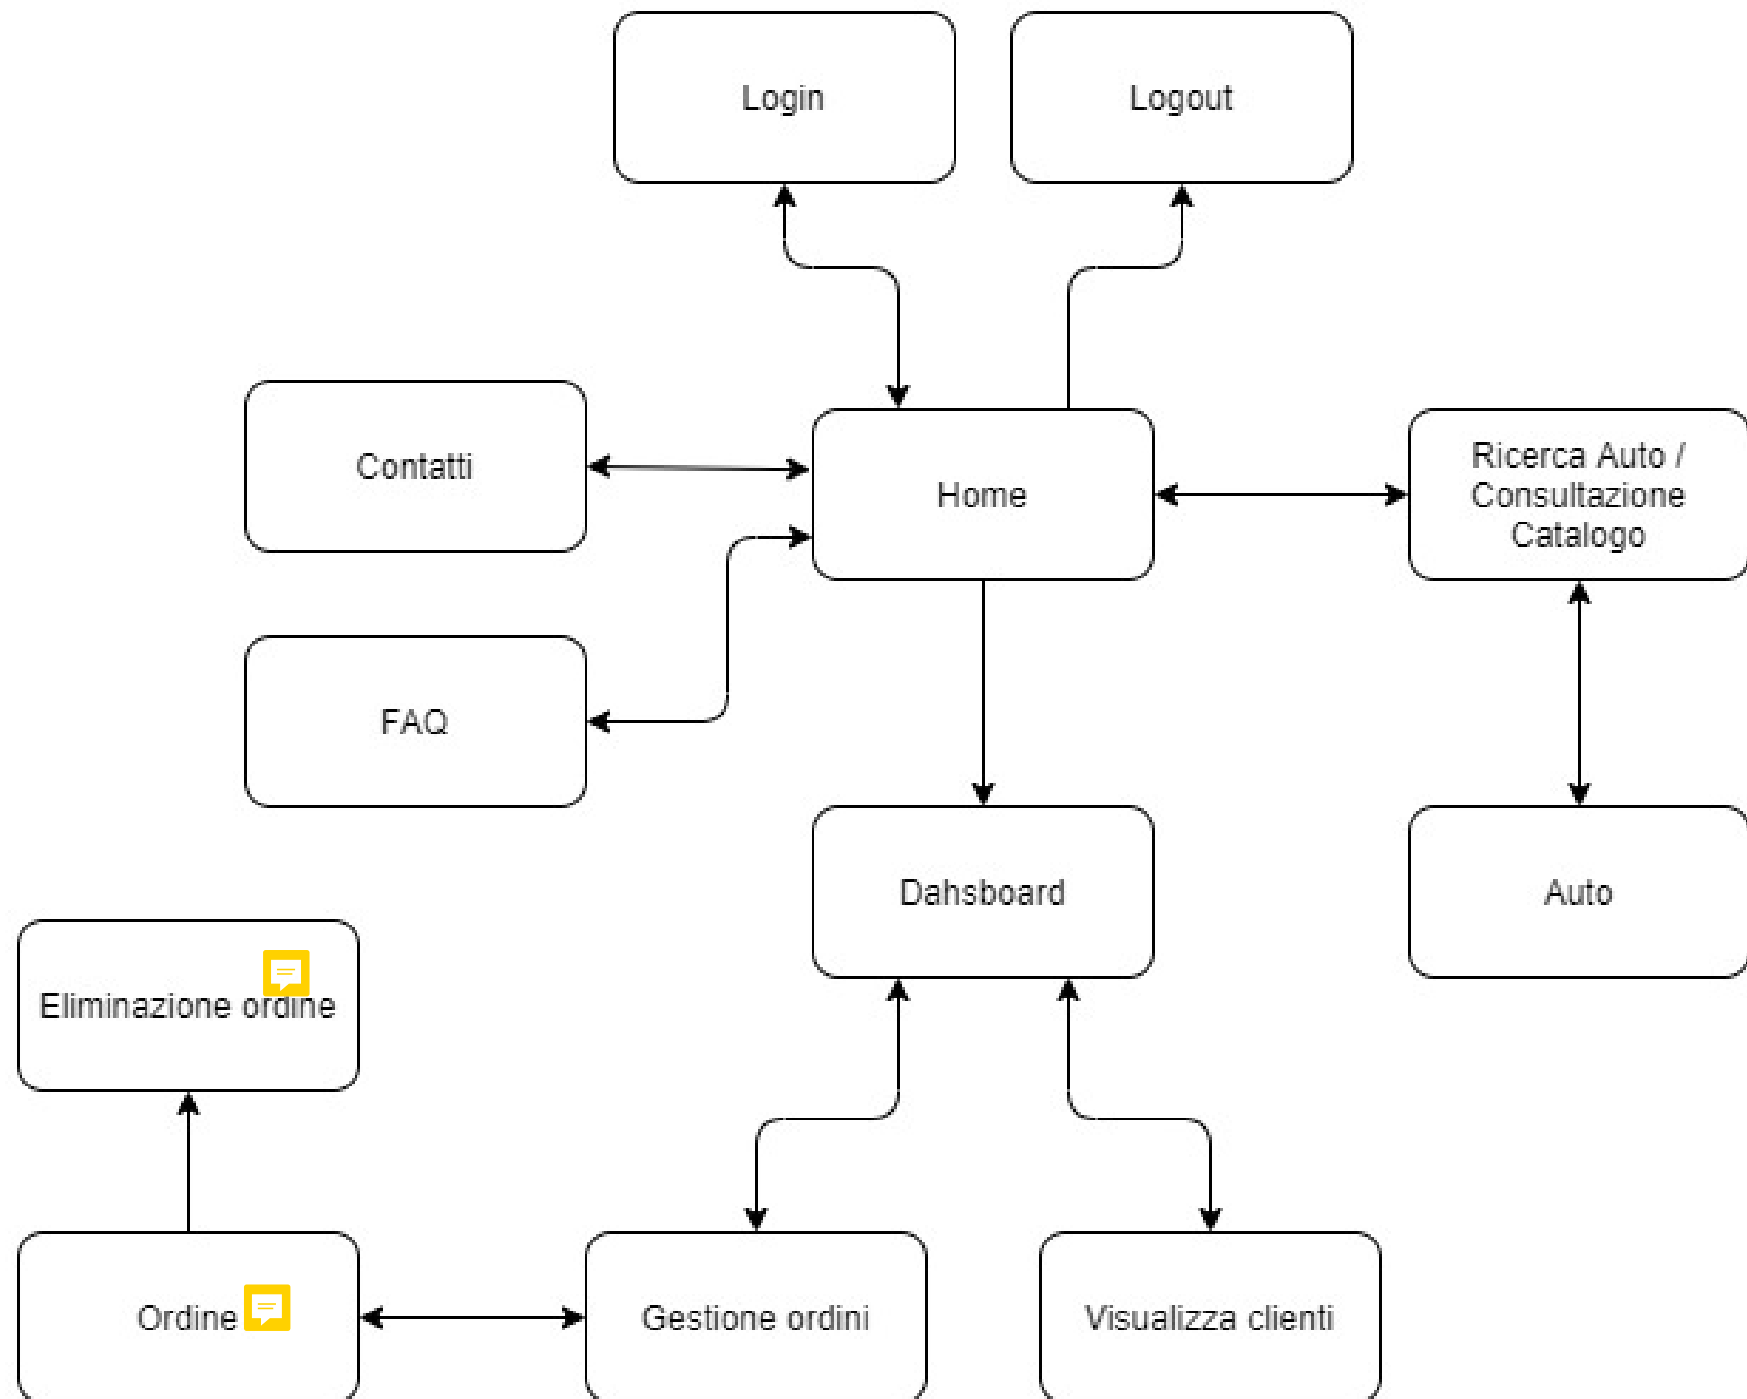 Login
Logout
Contatti
Home
Ricerca Auto /
Consultazione
Catalogo
FAQ
Dahsboard
Auto
Eliminazione ordine
Ordine
Gestione ordini
Visualizza clienti